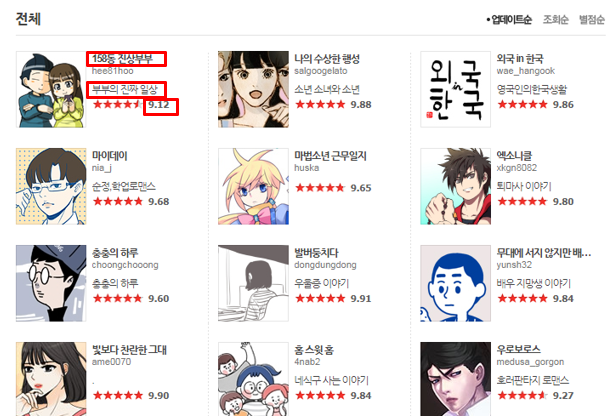 전체
•업데이트순 조회순 별점순
158동 진상부부
hee81hoo
부부의 진짜 일상
9.12
나의 수상한 행성
salgoogelato
소년 소녀와 소년
9.88
외국 in 한국
외국 in 한국
wae_hangook
영국인의한국생활
9.86
마이데이
nia_j
순정,학업로맨스
9.68
마법소년 근무일지
huska
9.65
엑소니클
xkgn8082
퇴마사 이야기
9.80
충충의 하루
choongchooong
충충의 하루
9.60
발버둥치다
dongdungdong
우울증 이야기
9.91
무대에 서지 않지만 배...
yunsh32
배우 지망생 이야기
9.84
빛보다 찬란한 그대
ame0070
.
9.90
홈 스윗 홈
4nab2
네식구 사는 이야기
9.84
우로보로스
medusa_gorgon
호러판타지 로맨스
9.27